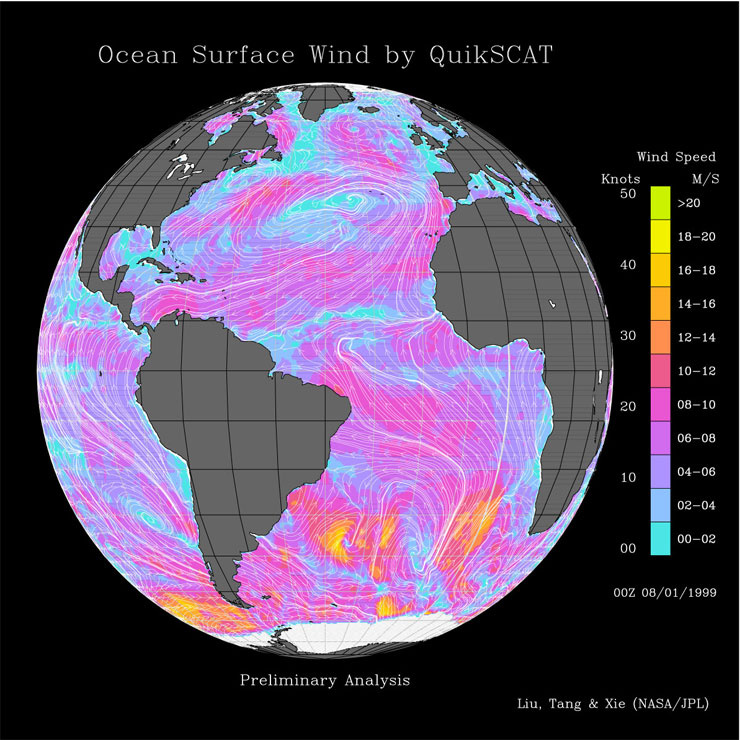 Ocean Surface Wind by QuikSCAT
Wind Speed
Knots M/S
50
>20
18-20
40
16-18
14-16
30
12-14
10-12
20
08-10
06-08
10
04-06
02-04
00
00-02
00Z 08/01/1999
Preliminary Analysis
Liu, Tang & Xie (NASA/JPL)